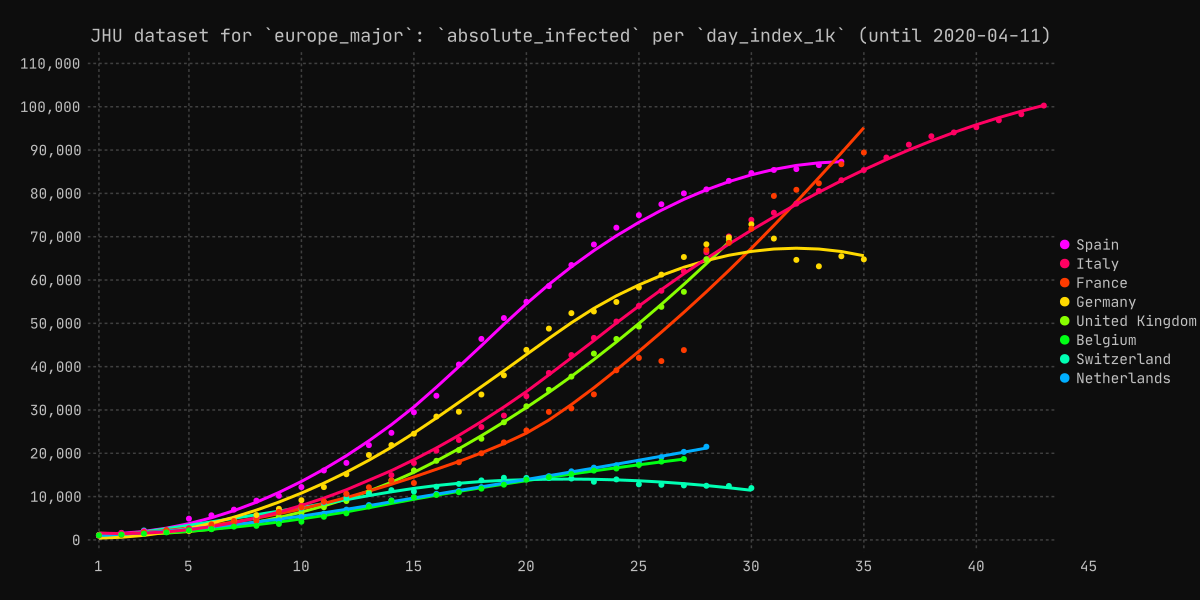 JHU dataset for `europe_major`: `absolute_infected` per `day_index_1k` (until 2020-04-11)
110,000
100,000
90,000
80,000
70,000
60,000
50,000
40,000
30,000
20,000
10,000
0
1 5 10 15 20 25 30 35 40 45
Spain
Italy
France
Germany
United Kingdom
Belgium
Switzerland
Netherlands